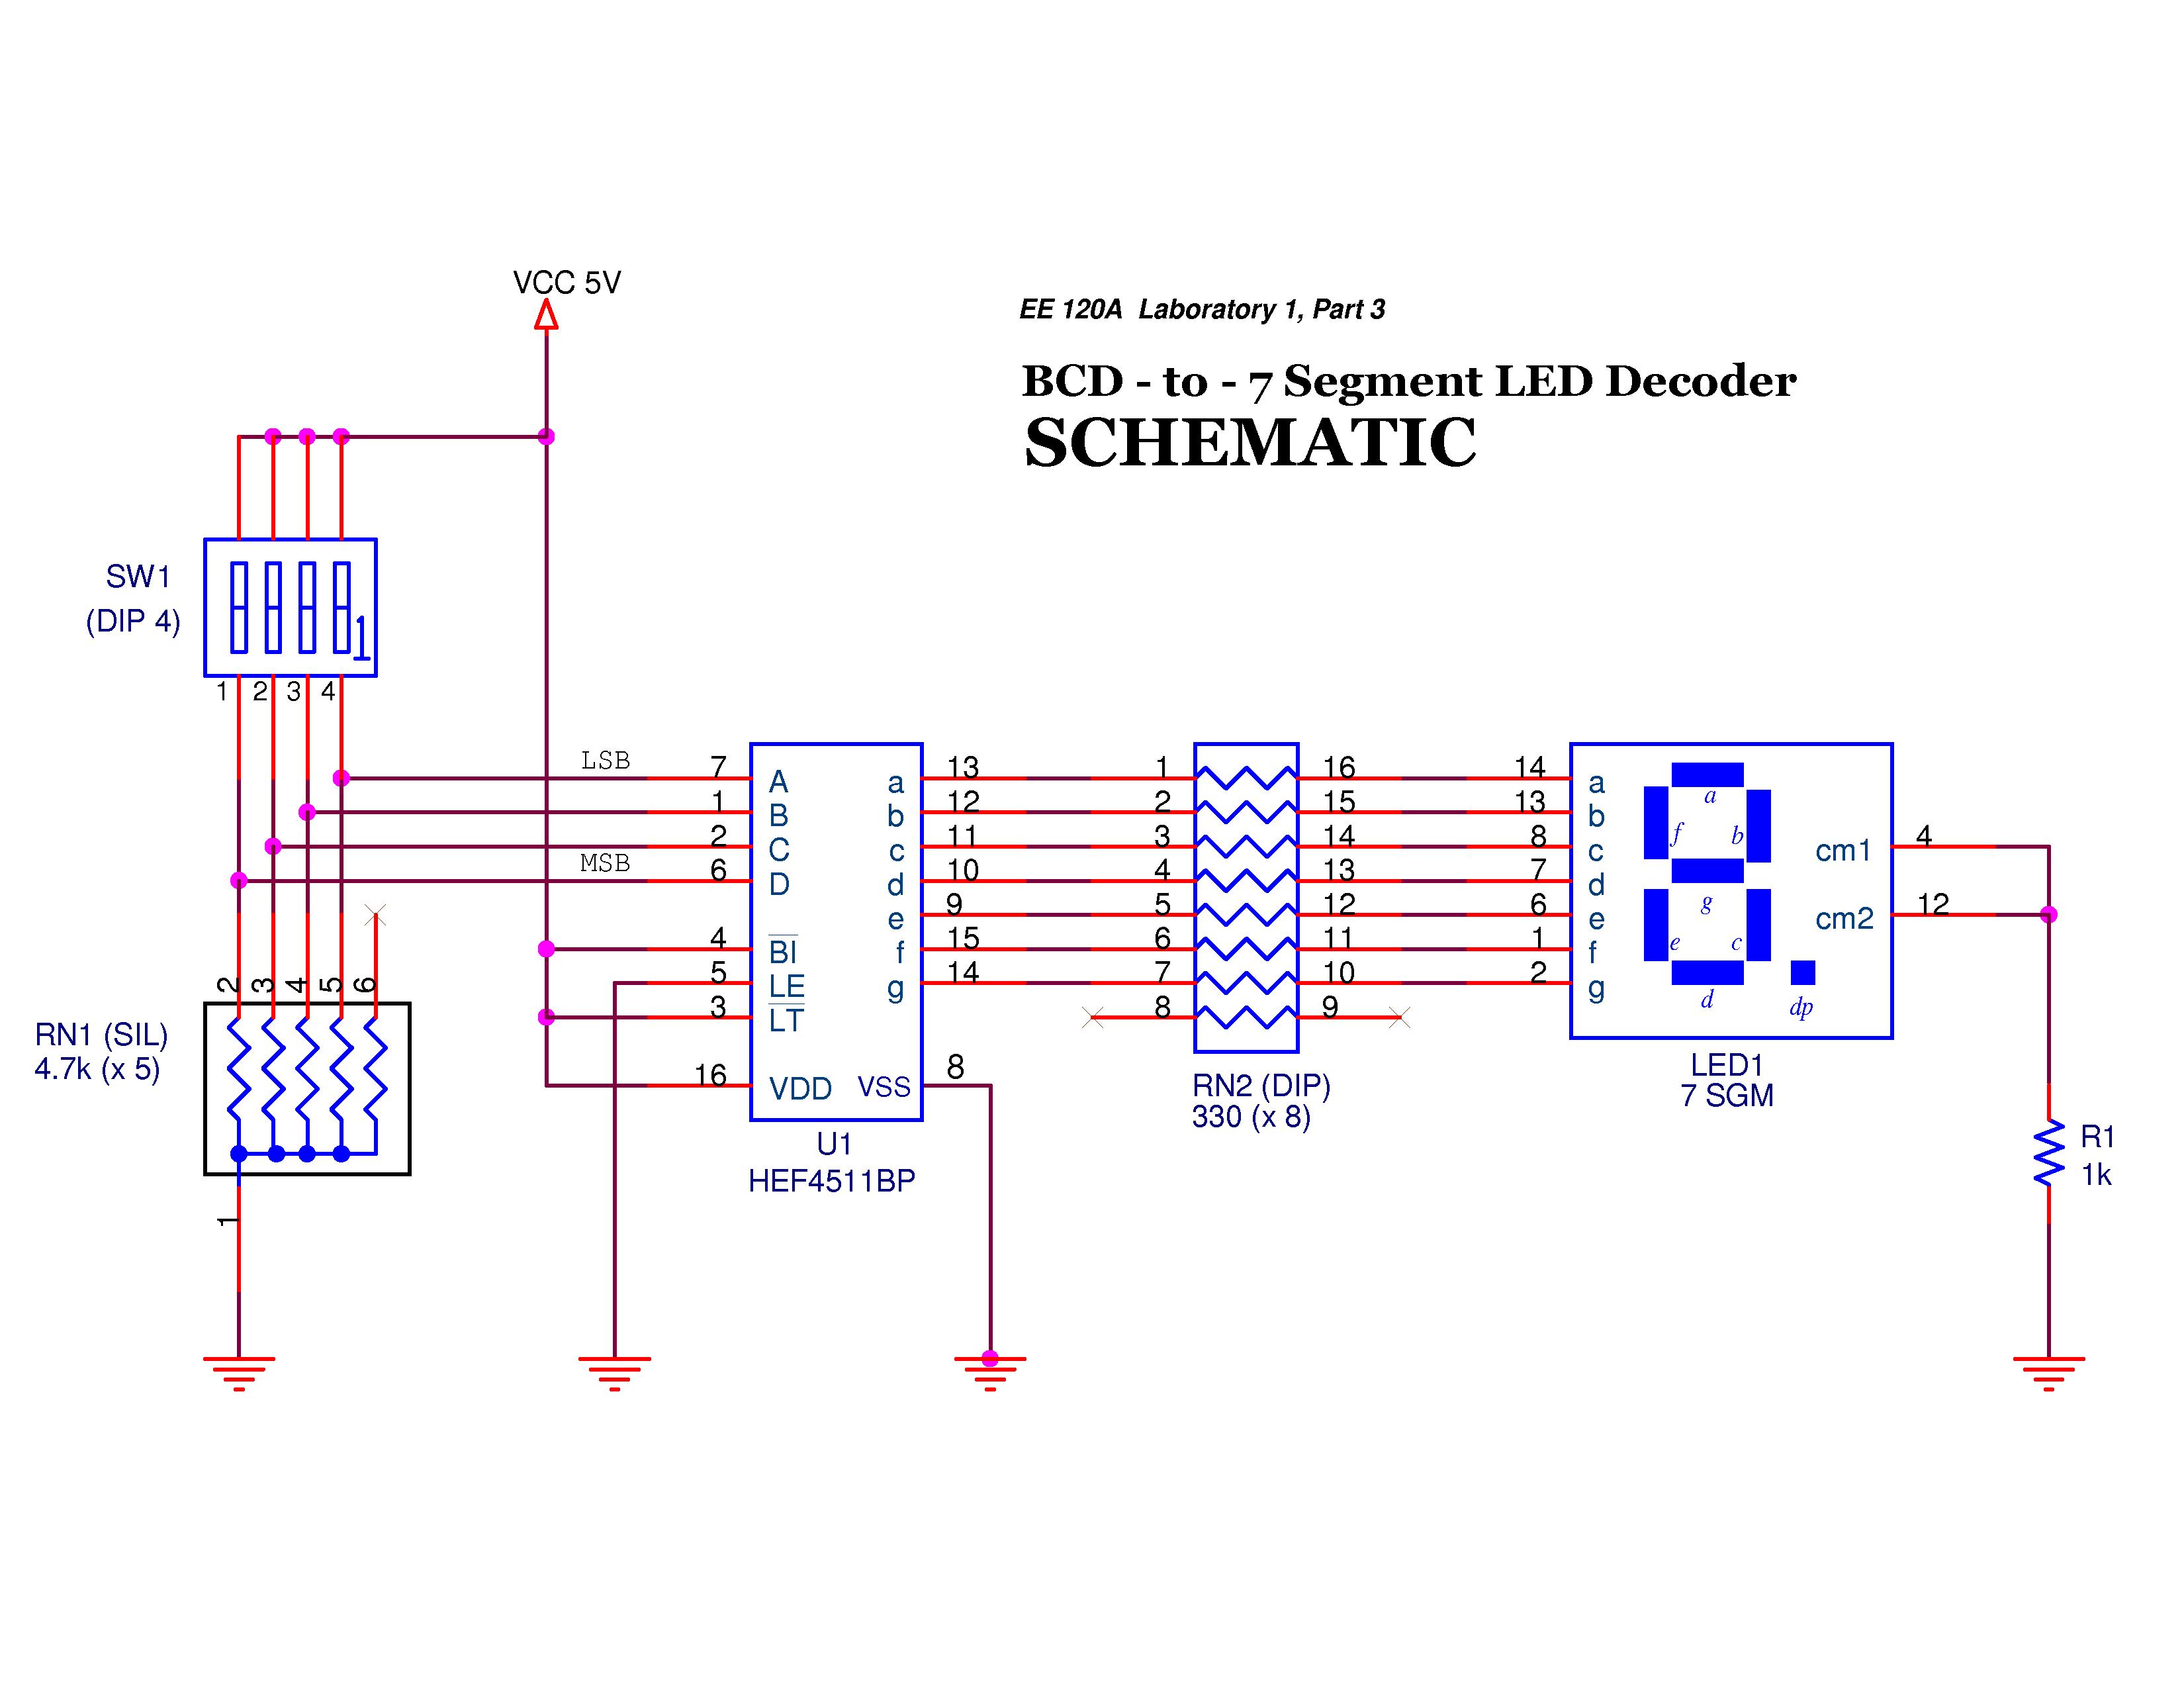 VCC 5V
EE 120A Laboratory 1, Part 3
BCD - to - 7 Segment LED Decoder
SCHEMATIC
SW1
(DIP 4)
1
1 2 3 4
LSB
MSB
7 A a 13
1 B b 12
2 C c 11
6 D d 10
e 9
4 BI f 15
5 LE g 14
3 LT
16 VDD VSS 8
U1
HEF4511BP
1 16
2 15
3 14
4 13
5 12
6 11
7 10
8 9
RN2 (DIP)
330 (x 8)
14 a
13 b
8 c
7 d
6 e
1 f
2 g
a
f b
g
e c
d
dp
cm1 4
cm2 12
LED1
7 SGM
2 3 4 5 6
RN1 (SIL)
4.7k (x 5)
1
R1
1k